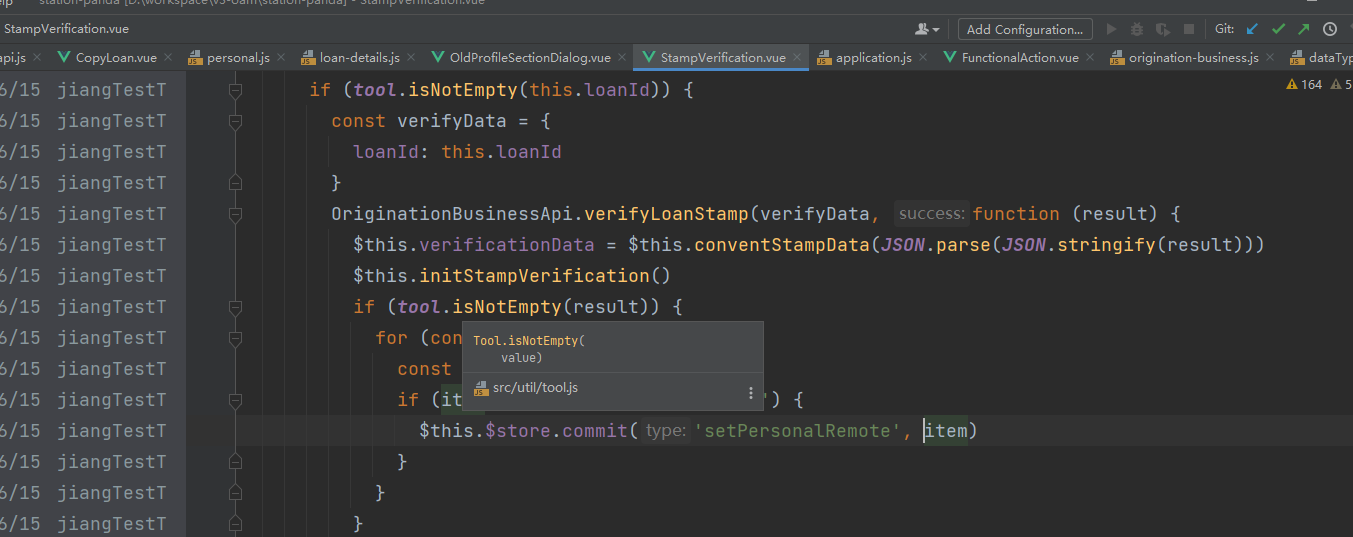 station-panda [D:\workspace\v3-oam\station-panda] - StampVerification.vue
StampVerification.vue
Add Configuration...
Git:
api.js
CopyLoan.vue
personal.js
loan-details.js
OldProfileSectionDialog.vue
StampVerification.vue
application.js
FunctionalAction.vue
origination-business.js
dataTyp
6/15 jiangTestT if (tool.isNotEmpty(this.loanId)) {
164 5
6/15 jiangTestT const verifyData = {
6/15 jiangTestT loanId: this.loanId
6/15 jiangTestT }
6/15 jiangTestT OriginationBusinessApi.verifyLoanStamp(verifyData, success: function (result) {
6/15 jiangTestT $this.verificationData = $this.conventStampData(JSON.parse(JSON.stringify(result)))
6/15 jiangTestT $this.initStampVerification()
6/15 jiangTestT if (tool.isNotEmpty(result)) {
6/15 jiangTestT for (con
Tool.isNotEmpty(
value)
6/15 jiangTestT const
src/util/tool.js
6/15 jiangTestT if (it ') {
6/15 jiangTestT $this.$store.commit( type: 'setPersonalRemote', item)
6/15 jiangTestT }
6/15 jiangTestT }
6/15 jiangTestT }